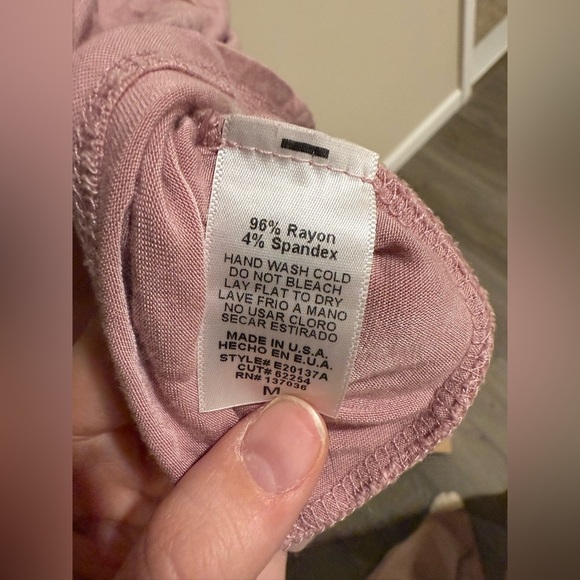 96% Rayon
4% Spandex
HAND WASH COLD
DO NOT BLEACH
LAY FLAT TO DRY
LAVE FRIO A MANO
NO USAR CLORO
SECAR ESTIRADO
MADE IN U.S.A.
HECHO EN E.U.A.
STYLE# E20137A
CUT# 62254
RN# 137036
M